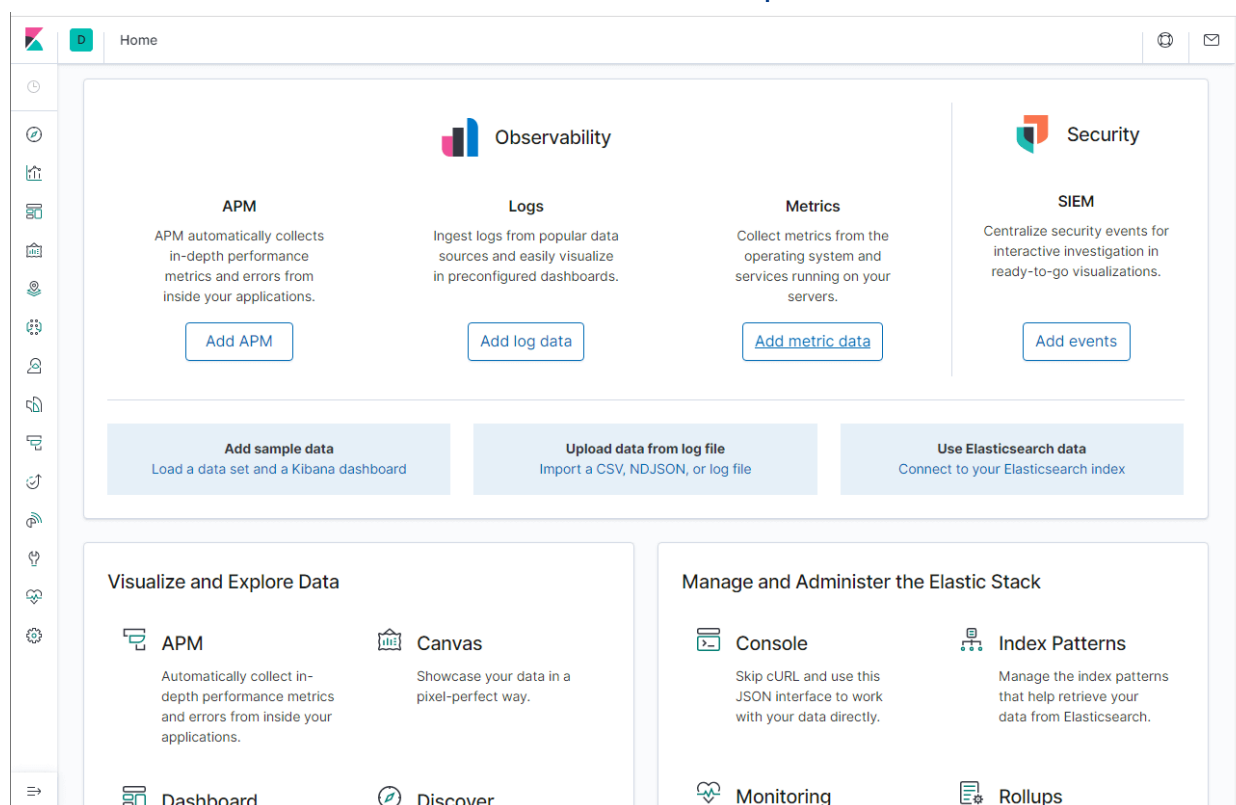 D
Home
Observability
Security
APM
APM automatically collects
in-depth performance
metrics and errors from
inside your applications.
Add APM
Logs
Ingest logs from popular data
sources and easily visualize
in preconfigured dashboards.
Add log data
Metrics
Collect metrics from the
operating system and
services running on your
servers.
Add metric data
SIEM
Centralize security events for
interactive investigation in
ready-to-go visualizations.
Add events
Add sample data
Load a data set and a Kibana dashboard
Upload data from log file
Import a CSV, NDJSON, or log file
Use Elasticsearch data
Connect to your Elasticsearch index
Visualize and Explore Data
APM
Automatically collect in-
depth performance metrics
and errors from inside your
applications.
Canvas
Showcase your data in a
pixel-perfect way.
Dashboard
Discover
Manage and Administer the Elastic Stack
Console
Skip cURL and use this
JSON interface to work
with your data directly.
Index Patterns
Manage the index patterns
that help retrieve your
data from Elasticsearch.
Monitoring
Rollups